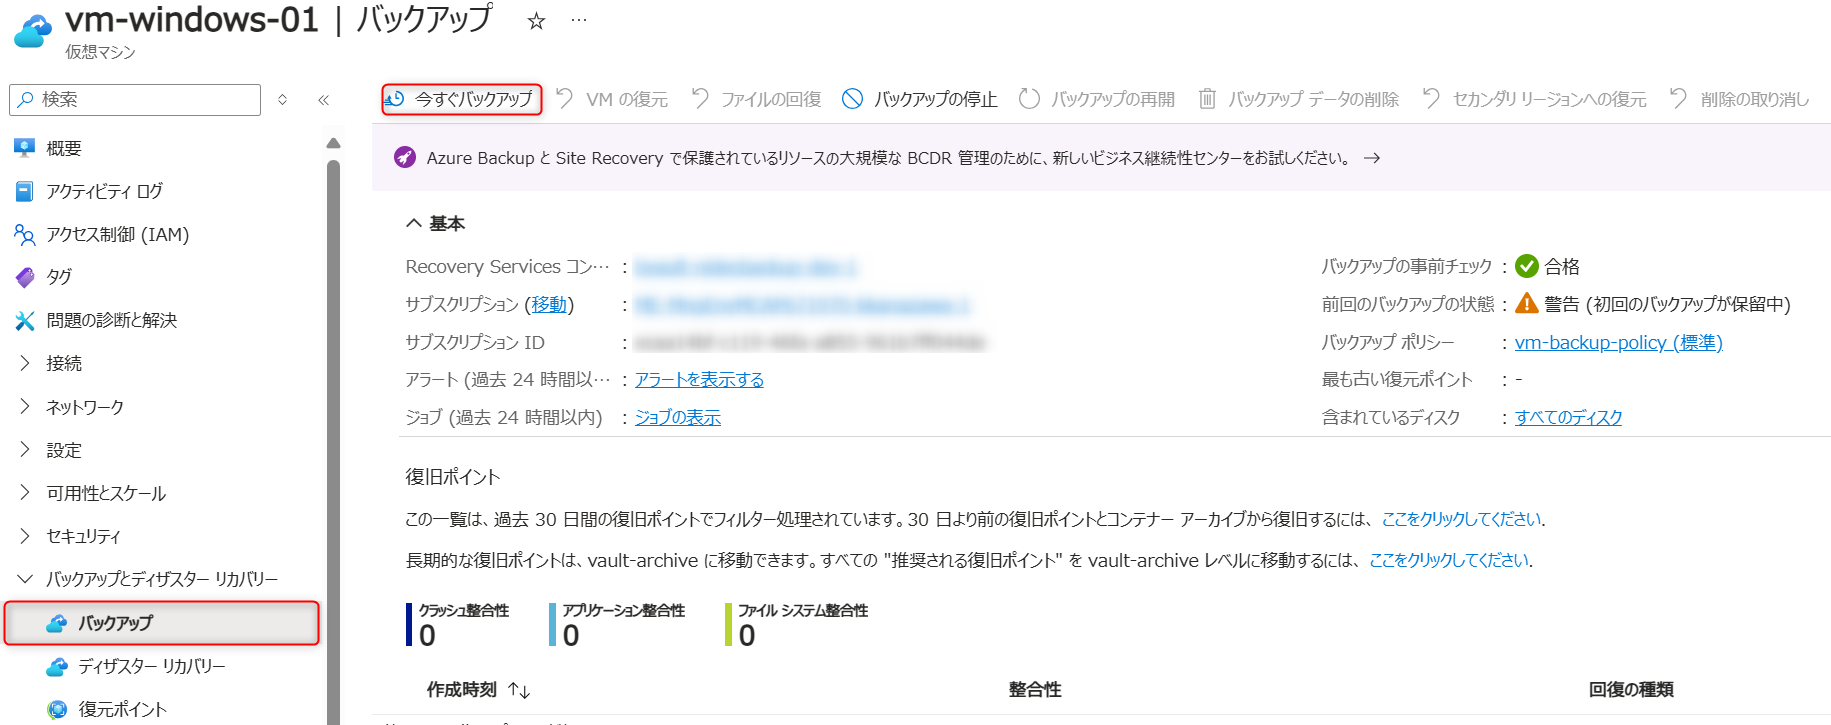 vm-windows-01 | バックアップ ☆ …
仮想マシン
検索
概要
アクティビティ ログ
アクセス制御 (IAM)
タグ
問題の診断と解決
接続
ネットワーク
設定
可用性とスケール
セキュリティ
バックアップとディザスター リカバリー
バックアップ
ディザスター リカバリー
復元ポイント
今すぐバックアップ VM の復元 ファイルの回復 バックアップの停止 バックアップの再開 バックアップ データの削除 セカンダリ リージョンへの復元 削除の取り消し
Azure Backup と Site Recovery で保護されているリソースの大規模な BCDR 管理のために、新しいビジネス継続性センターをお試しください。 →
基本
Recovery Services コン… :
サブスクリプション (移動) :
サブスクリプション ID :
アラート (過去 24 時間以… : アラートを表示する
ジョブ (過去 24 時間以内) : ジョブの表示
バックアップの事前チェック : 合格
前回のバックアップの状態 : 警告 (初回のバックアップが保留中)
バックアップ ポリシー : vm-backup-policy (標準)
最も古い復元ポイント : -
含まれているディスク : すべてのディスク
復旧ポイント
この一覧は、過去 30 日間の復旧ポイントでフィルター処理されています。30 日より前の復旧ポイントとコンテナー アーカイブから復旧するには、ここをクリックしてください.
長期的な復旧ポイントは、vault-archive に移動できます。すべての "推奨される復旧ポイント" を vault-archive レベルに移動するには、ここをクリックしてください.
クラッシュ整合性
0
アプリケーション整合性
0
ファイル システム整合性
0
作成時刻 ↑↓ 整合性 回復の種類